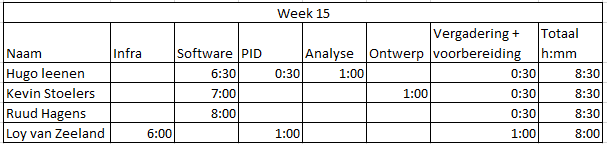 Week 15
Vergadering + Totaal
Naam Infra Software PID Analyse Ontwerp voorbereiding h:mm
Hugo leenen 6:30 0:30 1:00 0:30 8:30
Kevin Stoelers 7:00 1:00 0:30 8:30
Ruud Hagens 8:00 0:30 8:30
Loy van Zeeland 6:00 1:00 1:00 8:00